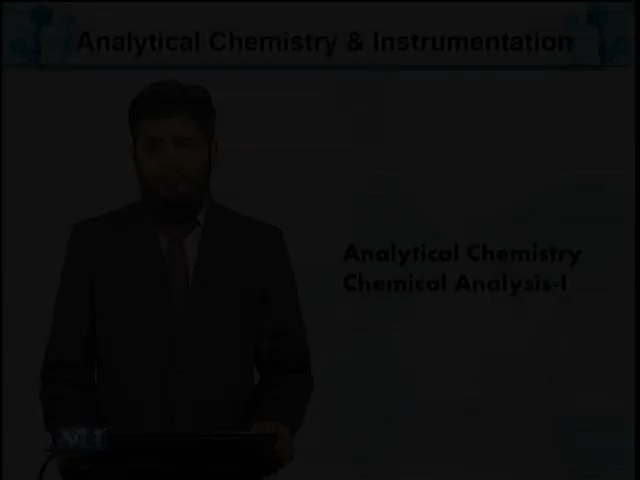 Analytical Chemistry & Instrumentation
Analytical Chemistry
Chemical Analysis-I